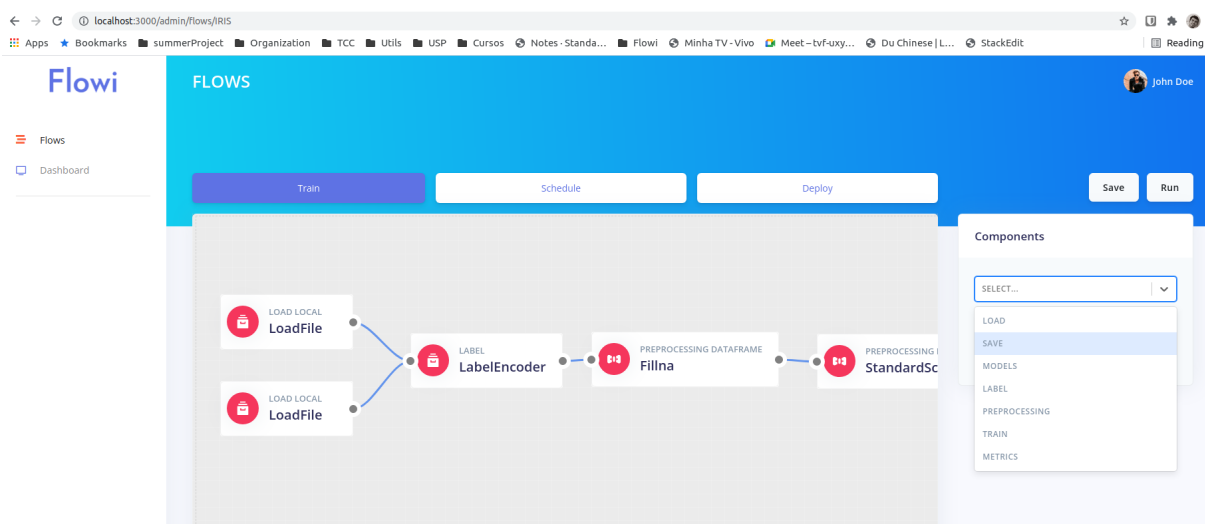 localhost:3000/admin/flows/IRIS
Apps Bookmarks summerProject Organization TCC Utils USP Cursos Notes - Standa... Flowi Minha TV - Vivo Meet – tvf-uxy... Du Chinese | L... StackEdit Reading
Flowi
FLOWS
John Doe
Flows
Dashboard
Train Schedule Deploy Save Run
Components
SELECT...
LOAD
SAVE
MODELS
LABEL
PREPROCESSING
TRAIN
METRICS
LOAD LOCAL
LoadFile
LOAD LOCAL
LoadFile
LABEL
LabelEncoder
PREPROCESSING DATAFRAME
Fillna
PREPROCESSING
StandardSc